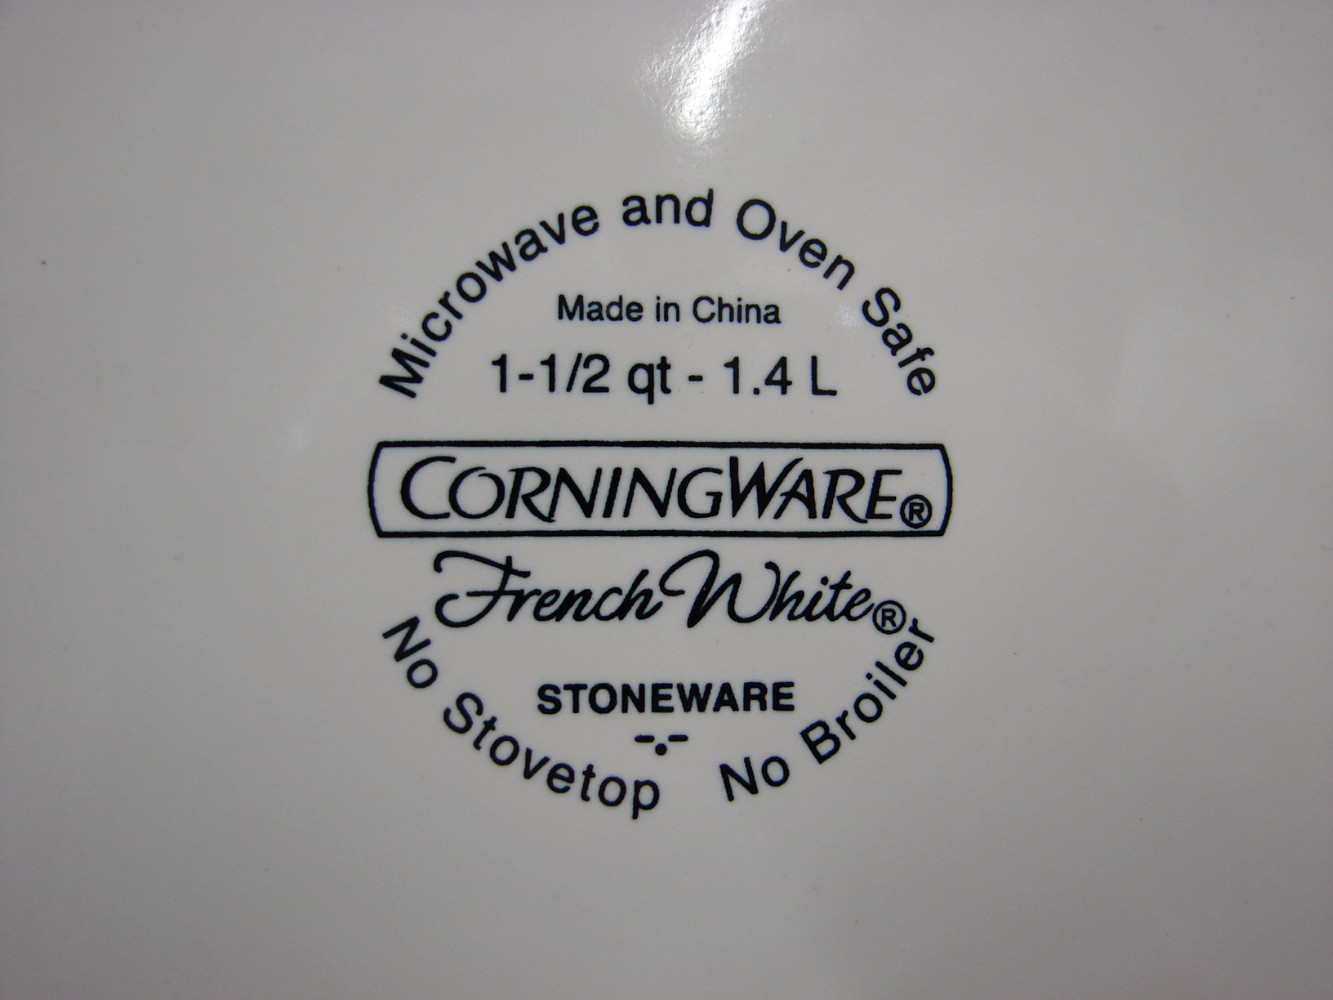 Microwave and Oven Safe
Made in China
1-1/2 qt - 1.4 L
CORNINGWARE®
French White®
STONEWARE
No Stovetop No Broiler